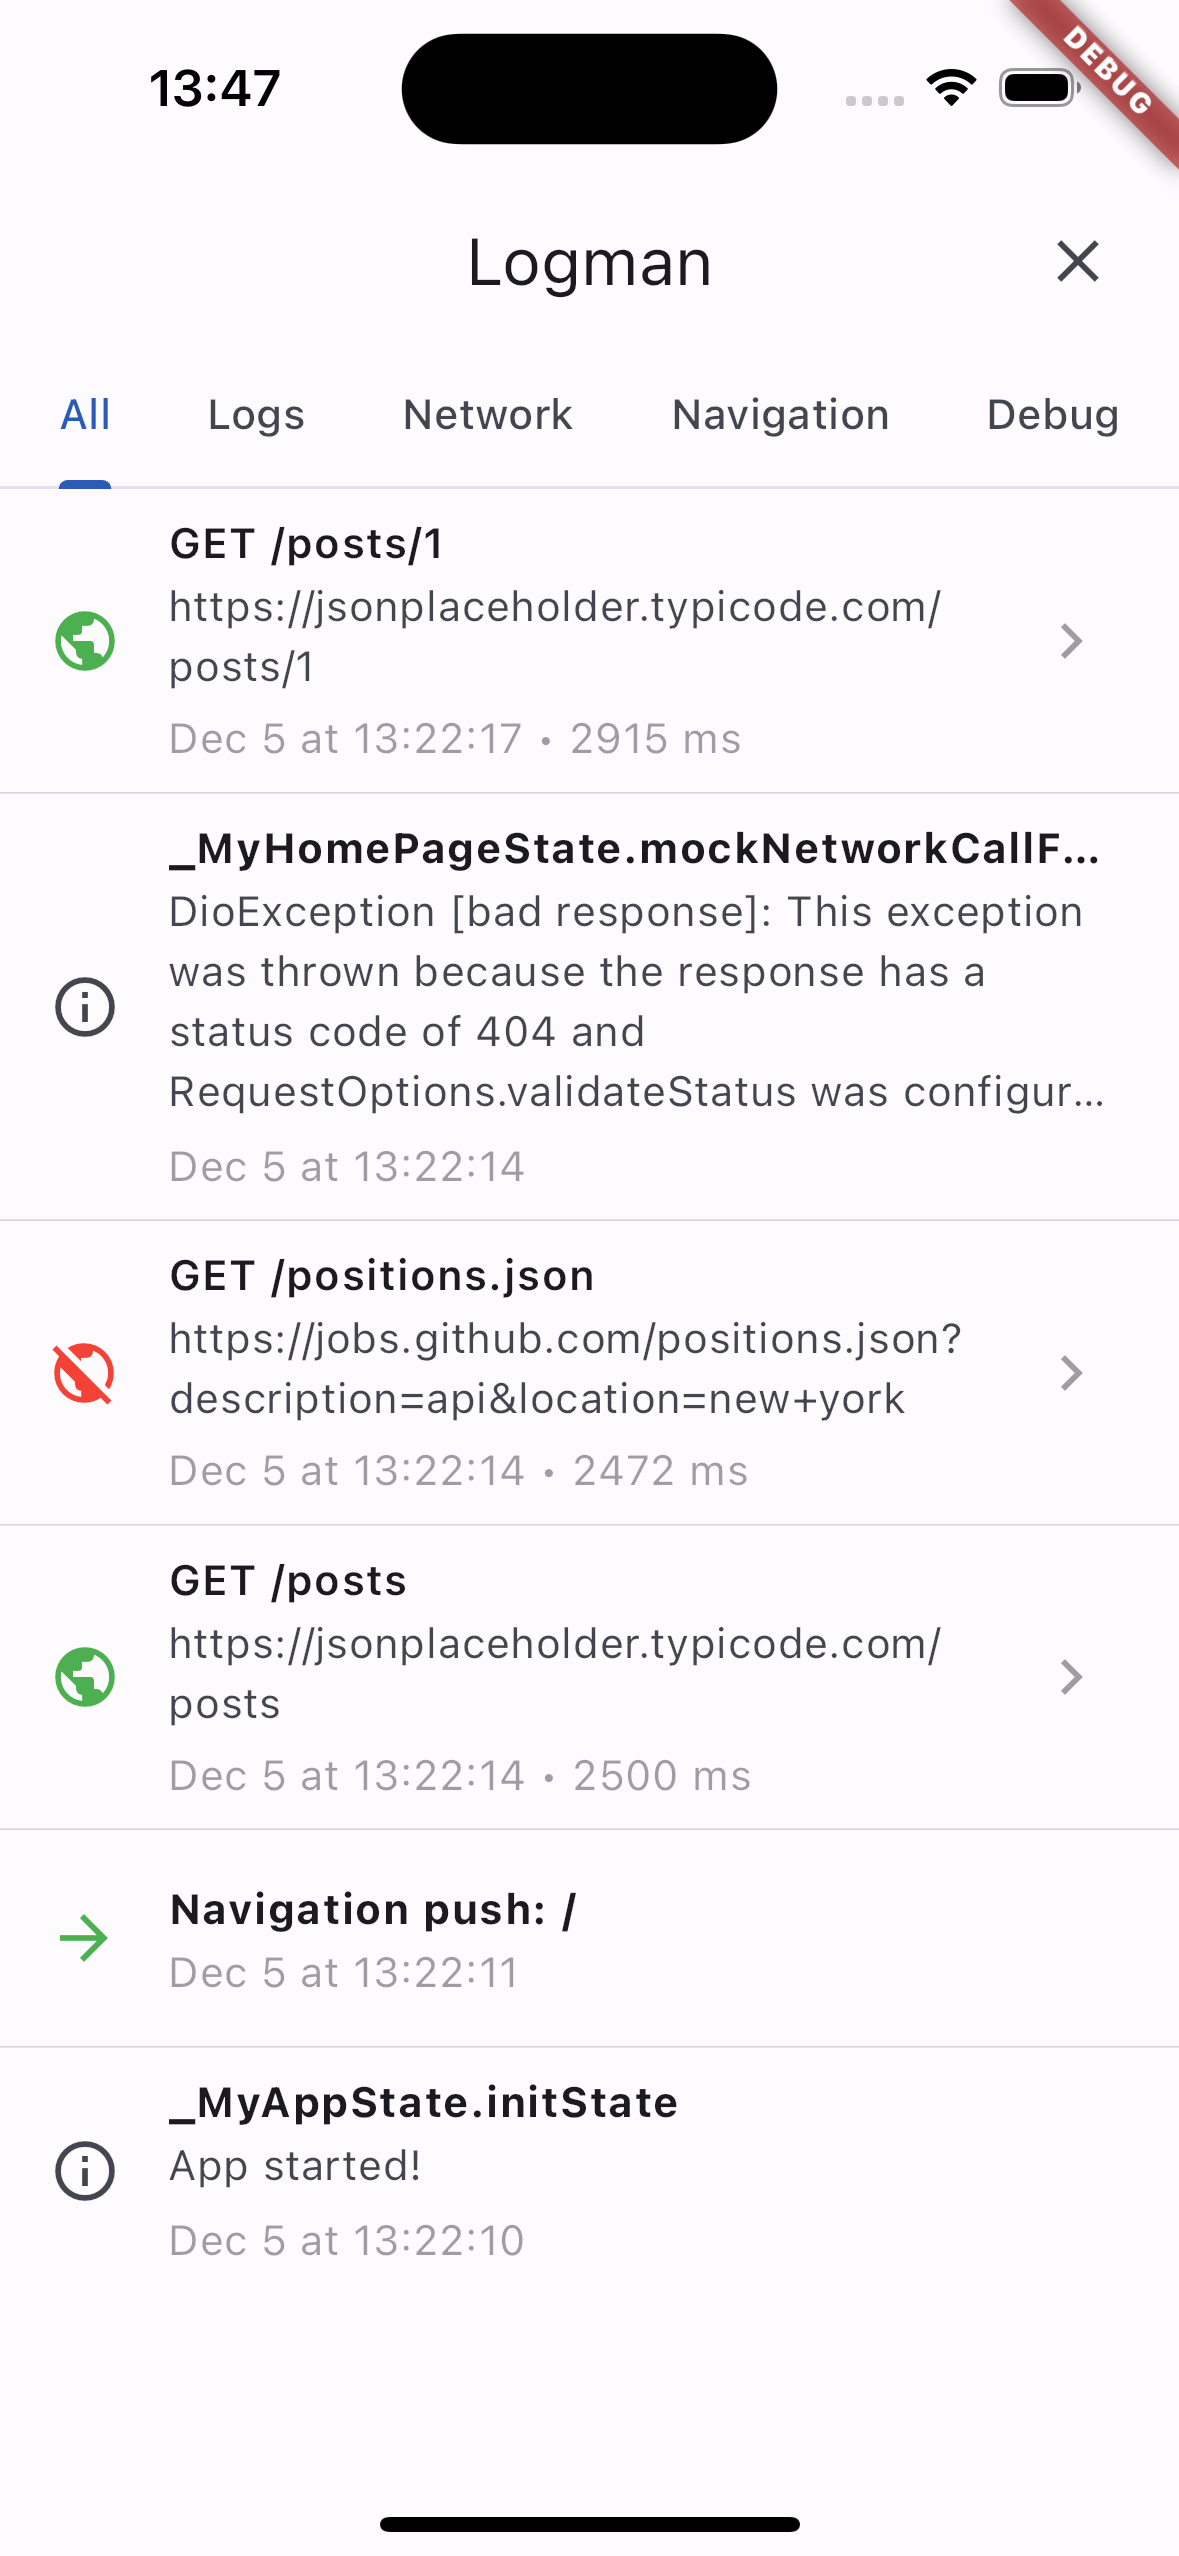 13:47
DEBUG
Logman
All Logs Network Navigation Debug
GET /posts/1
https://jsonplaceholder.typicode.com/
posts/1
Dec 5 at 13:22:17 • 2915 ms
_MyHomePageState.mockNetworkCallF...
DioException [bad response]: This exception
was thrown because the response has a
status code of 404 and
RequestOptions.validateStatus was configur...
Dec 5 at 13:22:14
GET /positions.json
https://jobs.github.com/positions.json?
description=api&location=new+york
Dec 5 at 13:22:14 • 2472 ms
GET /posts
https://jsonplaceholder.typicode.com/
posts
Dec 5 at 13:22:14 • 2500 ms
Navigation push: /
Dec 5 at 13:22:11
_MyAppState.initState
App started!
Dec 5 at 13:22:10